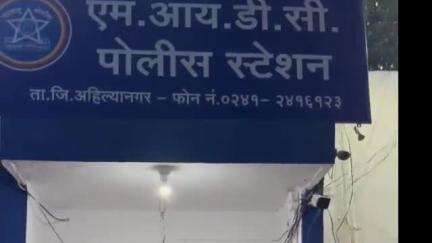 एम.आय.डी.सी.
पोलीस स्टेशन
ता.जि.अहिल्यानगर - फोन नं.०२४१- २४१६१२३